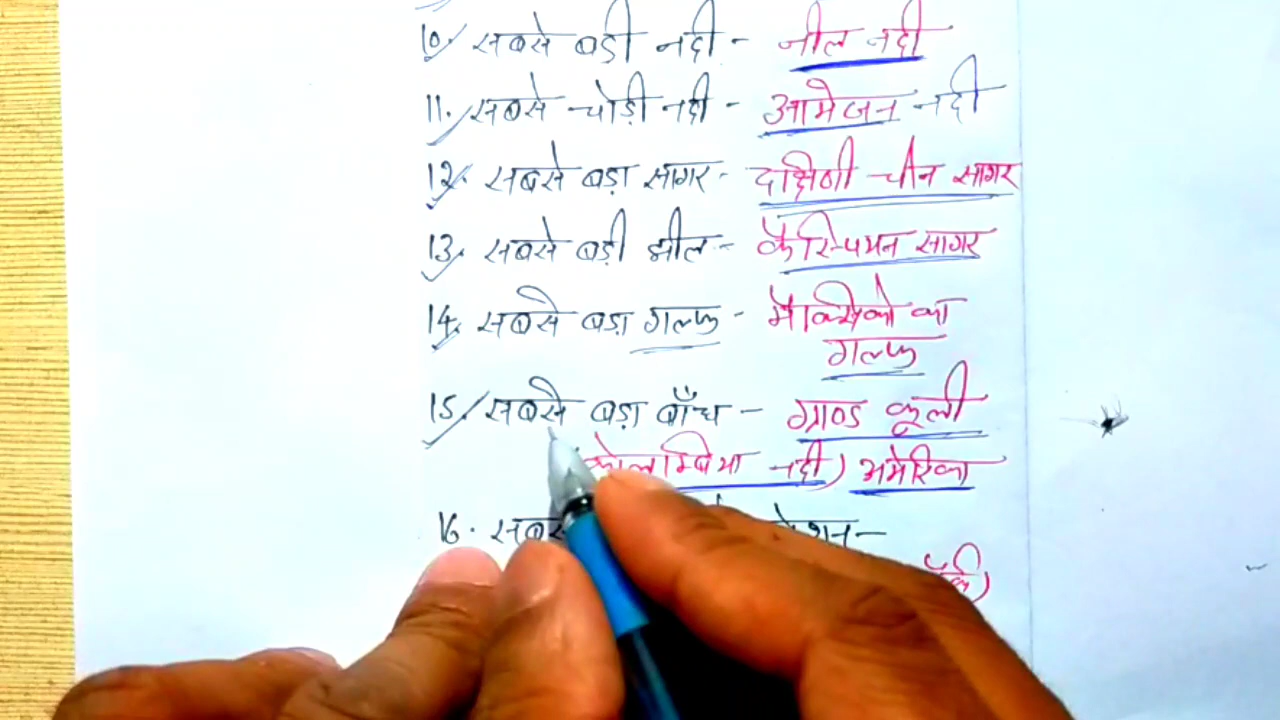 10. सबसे बड़ी नदी - नील नदी
11. सबसे चोड़ी नदी - आमेजन नदी
12. सबसे बड़ा सागर - दक्षिणी चीन सागर
13. सबसे बड़ी झील - कैस्पियन सागर
14. सबसे बड़ा गल्फ - मैक्सिको का
गल्फ
15. सबसे बड़ा बाँध - ग्राण्ड कूली
कोलाम्बिया नदी) अमेरिका
16.